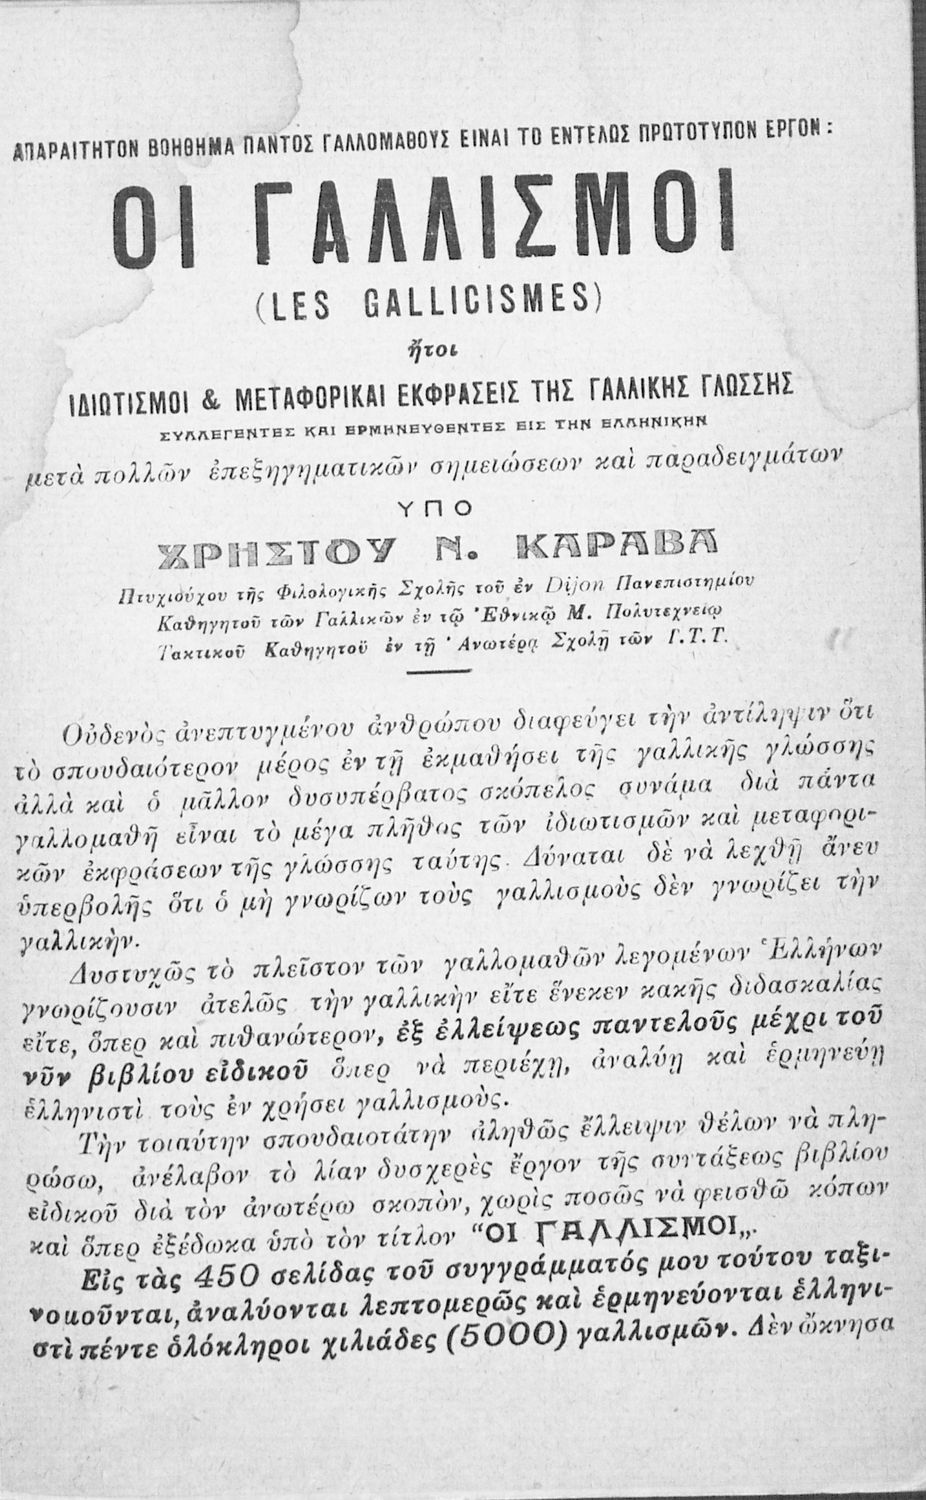 ΑΠΑΡΑΙΤΗΤΟΝ ΒΟΗΘΗΜΑ ΠΑΝΤΟΣ ΓΑΛΛΟΜΑΘΟΥΣ ΕΙΝΑΙ ΤΟ ΕΝΤΕΛΩΣ ΠΡΩΤΟΤΥΠΟΝ ΕΡΓΟΝ :
ΟΙ ΓΑΛΛΙΣΜΟΙ
(LES GALLICISMES)
ἤτοι
ΙΔΙΩΤΙΣΜΟΙ & ΜΕΤΑΦΟΡΙΚΑΙ ΕΚΦΡΑΣΕΙΣ ΤΗΣ ΓΑΛΛΙΚΗΣ ΓΛΩΣΣΗΣ
ΣΥΛΛΕΓΕΝΤΕΣ ΚΑΙ ΕΡΜΗΝΕΥΘΕΝΤΕΣ ΕΙΣ ΤΗΝ ΕΛΛΗΝΙΚΗΝ
μετὰ πολλῶν ἐπεξηγηματικῶν σημειώσεων καὶ παραδειγμάτων
ΥΠΟ
ΧΡΗΣΤΟΥ Ν. ΚΑΡΑΒΑ
Πτυχιούχου τῆς Φιλολογικῆς Σχολῆς τοῦ ἐν Dijon Πανεπιστημίου
Καθηγητοῦ τῶν Γαλλικῶν ἐν τῷ Ἐθνικῷ Μ. Πολυτεχνείῳ
Τακτικοῦ Καθηγητοῦ ἐν τῇ Ἀνωτέρᾳ Σχολῇ τῶν Γ.Τ.Τ.
Οὐδενὸς ἀνεπτυγμένου ἀνθρώπου διαφεύγει τὴν ἀντίληψιν ὅτι
τὸ σπουδαιότερον μέρος ἐν τῇ ἐκμαθήσει τῆς γαλλικῆς γλώσσης
ἀλλὰ καὶ ὁ μᾶλλον δυσυπέρβατος σκόπελος συνάμα διὰ πάντα
γαλλομαθῆ εἶναι τὸ μέγα πλῆθος τῶν ἰδιωτισμῶν καὶ μεταφορι-
κῶν ἐκφράσεων τῆς γλώσσης ταύτης. Δύναται δὲ νὰ λεχθῇ ἄνευ
ὑπερβολῆς ὅτι ὁ μὴ γνωρίζων τοὺς γαλλισμοὺς δὲν γνωρίζει τὴν
γαλλικὴν.
Δυστυχῶς τὸ πλεῖστον τῶν γαλλομαθῶν λεγομένων Ἑλλήνων
γνωρίζουσιν ἀτελῶς τὴν γαλλικὴν εἴτε ἕνεκεν κακῆς διδασκαλίας
εἴτε, ὅπερ καὶ πιθανώτερον, ἐξ ἐλλείψεως παντελοῦς μέχρι τοῦ
νῦν βιβλίου εἰδικοῦ ὅπερ νὰ περιέχῃ, ἀναλύῃ καὶ ἑρμηνεύῃ
ἑλληνιστὶ τοὺς ἐν χρήσει γαλλισμοὺς.
Τὴν τοιαύτην σπουδαιοτάτην ἀληθῶς ἔλλειψιν θέλων νὰ πλη-
ρώσω, ἀνέλαβον τὸ λίαν δυσχερὲς ἔργον τῆς συντάξεως βιβλίου
εἰδικοῦ διὰ τὸν ἀνωτέρω σκοπὸν, χωρὶς ποσῶς νὰ φεισθῶ κόπων
καὶ ὅπερ ἐξέδωκα ὑπὸ τὸν τίτλον “ΟΙ ΓΑΛΛΙΣΜΟΙ„.
Εἰς τὰς 450 σελίδας τοῦ συγγράμματός μου τούτου ταξι-
νομοῦνται, ἀναλύονται λεπτομερῶς καὶ ἑρμηνεύονται ἑλληνι-
στὶ πέντε ὁλόκληροι χιλιάδες (5000) γαλλισμῶν. Δὲν ὤκνησα